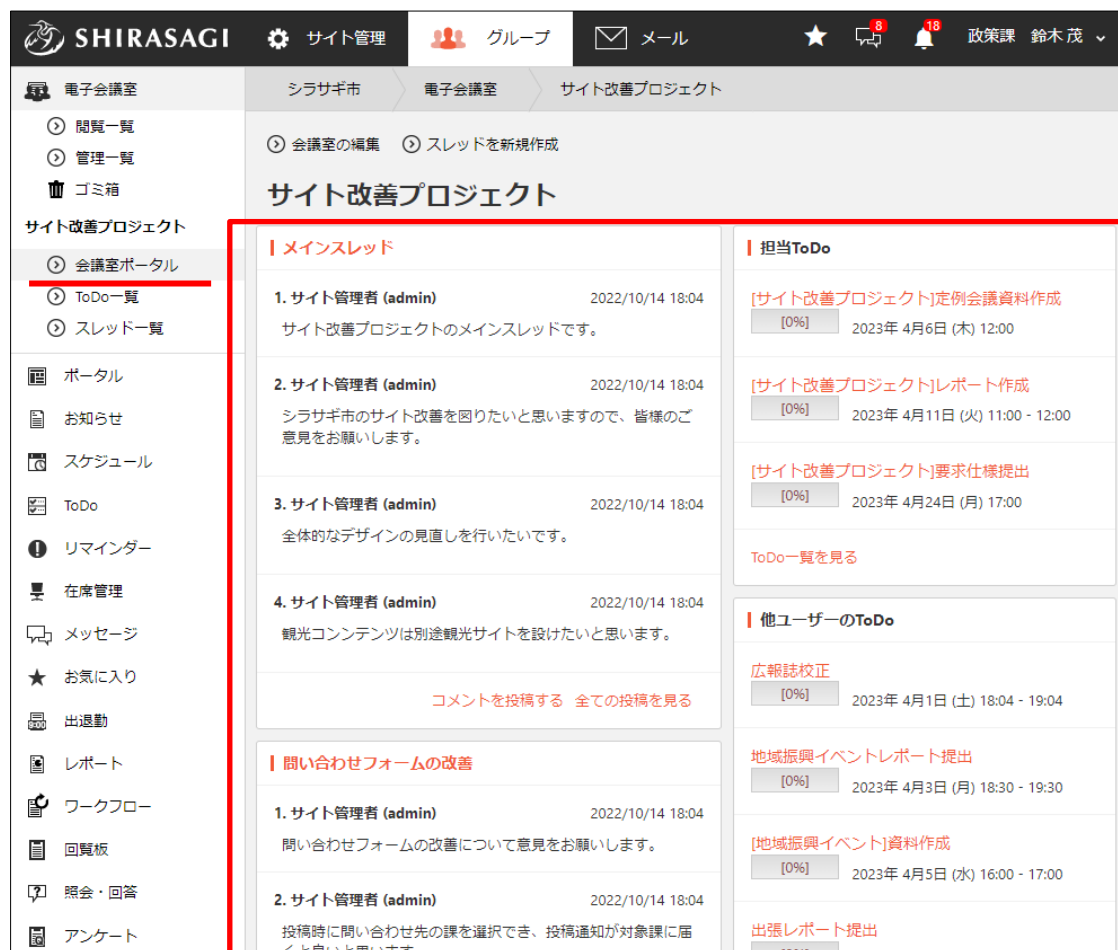 SHIRASAGI
サイト管理
グループ
メール
8
18
政策課 鈴木 茂
電子会議室
閲覧一覧
管理一覧
ゴミ箱
サイト改善プロジェクト
会議室ポータル
ToDo一覧
スレッド一覧
ポータル
お知らせ
スケジュール
ToDo
リマインダー
在席管理
メッセージ
お気に入り
出退勤
レポート
ワークフロー
回覧板
照会・回答
アンケート
シラサギ市 電子会議室 サイト改善プロジェクト
会議室の編集 スレッドを新規作成
サイト改善プロジェクト
メインスレッド
1. サイト管理者 (admin) 2022/10/14 18:04
サイト改善プロジェクトのメインスレッドです。
2. サイト管理者 (admin) 2022/10/14 18:04
シラサギ市のサイト改善を図りたいと思いますので、皆様のご
意見をお願いします。
3. サイト管理者 (admin) 2022/10/14 18:04
全体的なデザインの見直しを行いたいです。
4. サイト管理者 (admin) 2022/10/14 18:04
観光コンンテンツは別途観光サイトを設けたいと思います。
コメントを投稿する 全ての投稿を見る
問い合わせフォームの改善
1. サイト管理者 (admin) 2022/10/14 18:04
問い合わせフォームの改善について意見をお願いします。
2. サイト管理者 (admin) 2022/10/14 18:04
投稿時に問い合わせ先の課を選択でき、投稿通知が対象課に届
くと良いと思います
担当ToDo
[サイト改善プロジェクト]定例会議資料作成
[0%] 2023年 4月6日 (木) 12:00
[サイト改善プロジェクト]レポート作成
[0%] 2023年 4月11日 (火) 11:00 - 12:00
[サイト改善プロジェクト]要求仕様提出
[0%] 2023年 4月24日 (月) 17:00
ToDo一覧を見る
他ユーザーのToDo
広報誌校正
[0%] 2023年 4月1日 (土) 18:04 - 19:04
地域振興イベントレポート提出
[0%] 2023年 4月3日 (月) 18:30 - 19:30
[地域振興イベント]資料作成
[0%] 2023年 4月5日 (水) 16:00 - 17:00
出張レポート提出